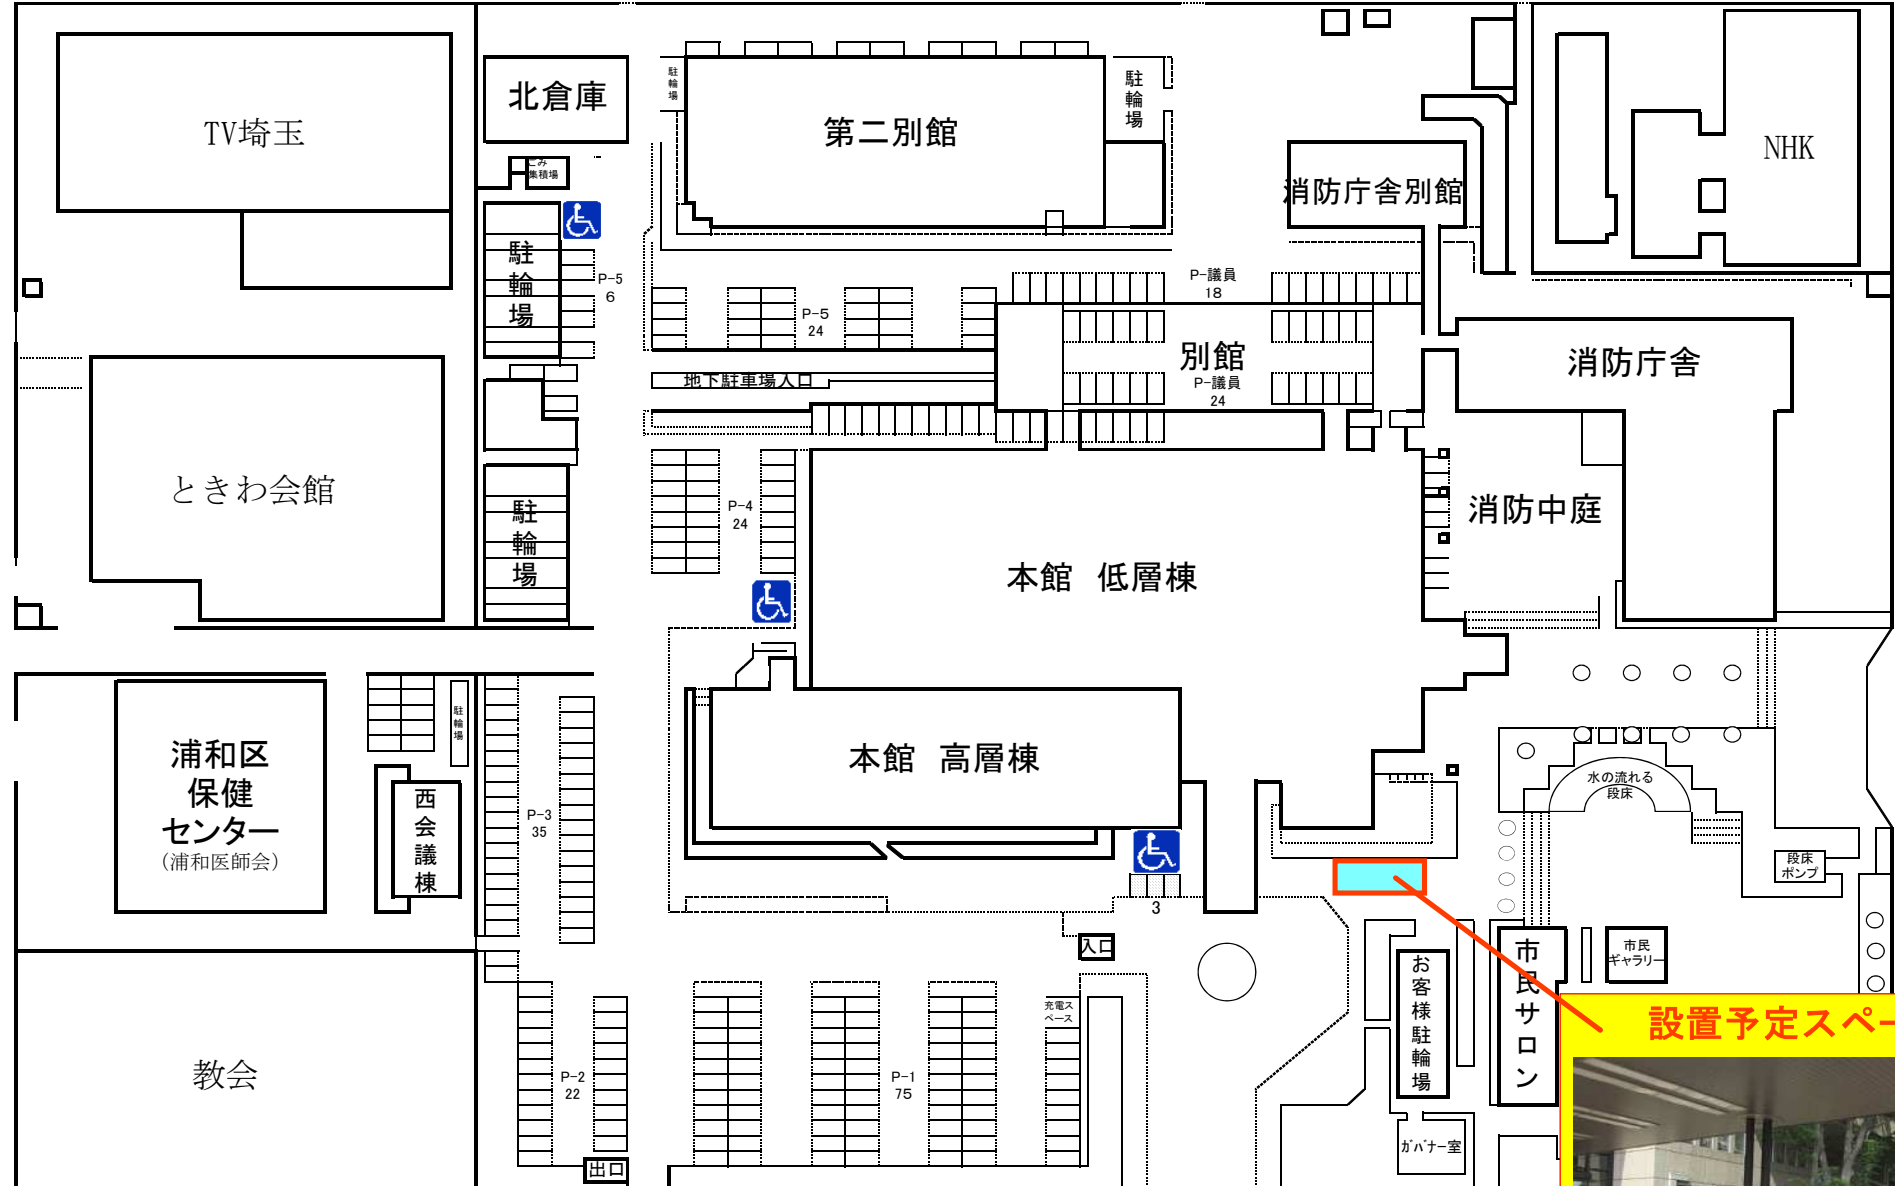 TV埼玉
北倉庫
駐輪場
第二別館
駐輪場
消防庁舎別館
NHK
ごみ
集積場
駐輪場
P-5
6
P-5
24
P-議員
18
別館
P-議員
24
消防庁舎
地下駐車場入口
ときわ会館
駐輪場
P-4
24
本館 低層棟
消防中庭
浦和区
保健
センター
(浦和医師会)
駐輪場
西会議棟
P-3
35
本館 高層棟
水の流れる
段床
段床
ポンプ
3
入口
市民サロン
市民
ギャラリー
お客様駐輪場
充電ス
ペース
設置予定スペー
教会
P-2
22
P-1
75
ガバナー室
出口